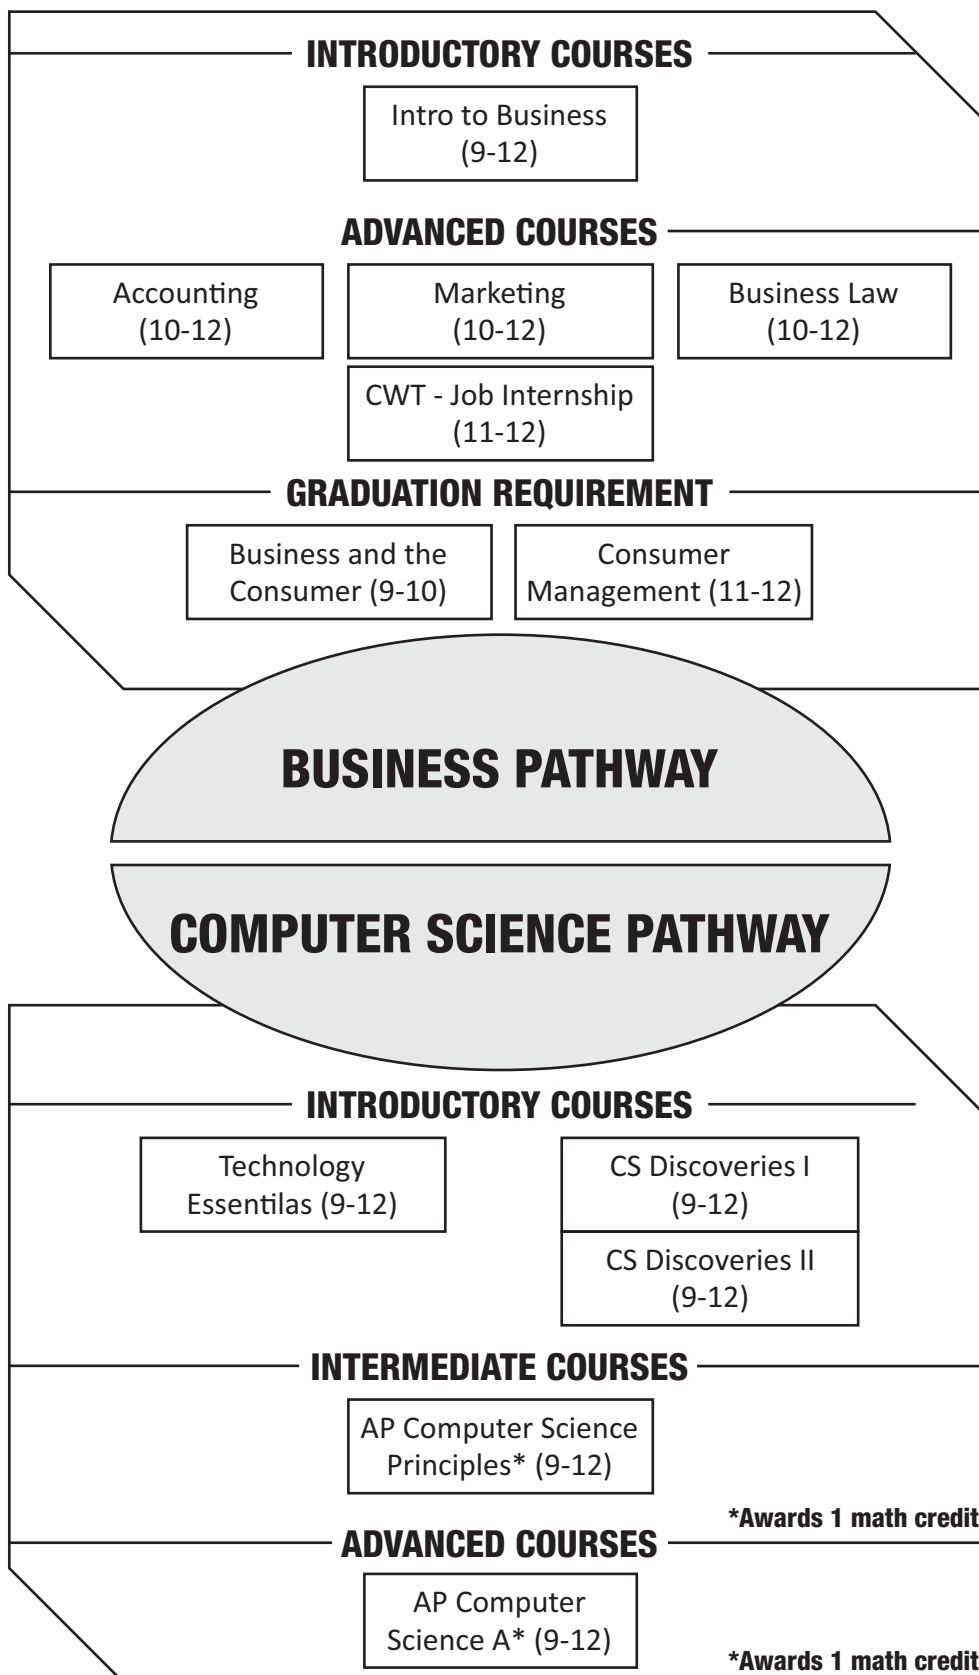 INTRODUCTORY COURSES
Intro to Business
(9-12)
ADVANCED COURSES
Accounting
(10-12)
Marketing
(10-12)
Business Law
(10-12)
CWT - Job Internship
(11-12)
GRADUATION REQUIREMENT
Business and the
Consumer (9-10)
Consumer
Management (11-12)
BUSINESS PATHWAY
COMPUTER SCIENCE PATHWAY
INTRODUCTORY COURSES
Technology
Essentilas (9-12)
CS Discoveries I
(9-12)
CS Discoveries II
(9-12)
INTERMEDIATE COURSES
AP Computer Science
Principles* (9-12)
*Awards 1 math credit
ADVANCED COURSES
AP Computer
Science A* (9-12)
*Awards 1 math credit